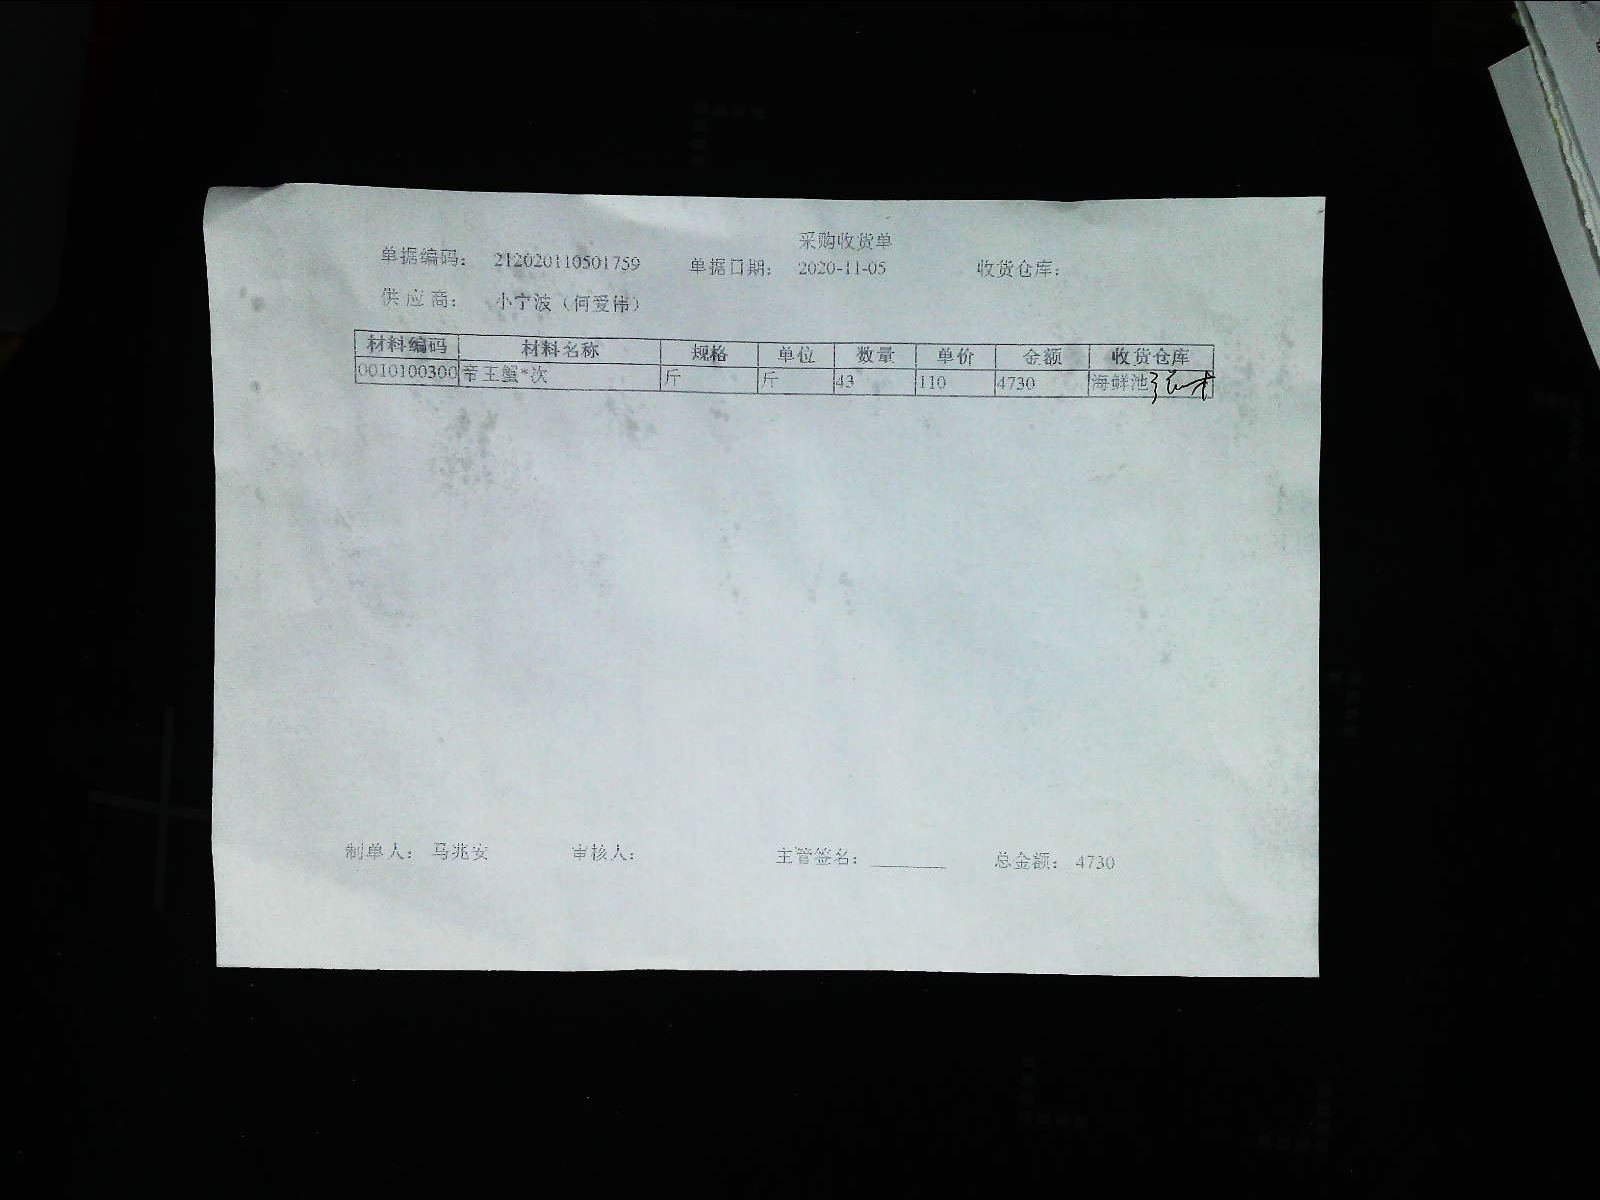 采购收货单
单据编码： 212020110501759 单据日期： 2020-11-05 收货仓库：
供 应 商： 小宁波（何爱伟）
材料编码 材料名称 规格 单位 数量 单价 金额 收货仓库
0010100300 帝王蟹*次 斤 斤 43 110 4730 海鲜池
制单人： 马兆安 审核人： 主管签名： 总金额： 4730